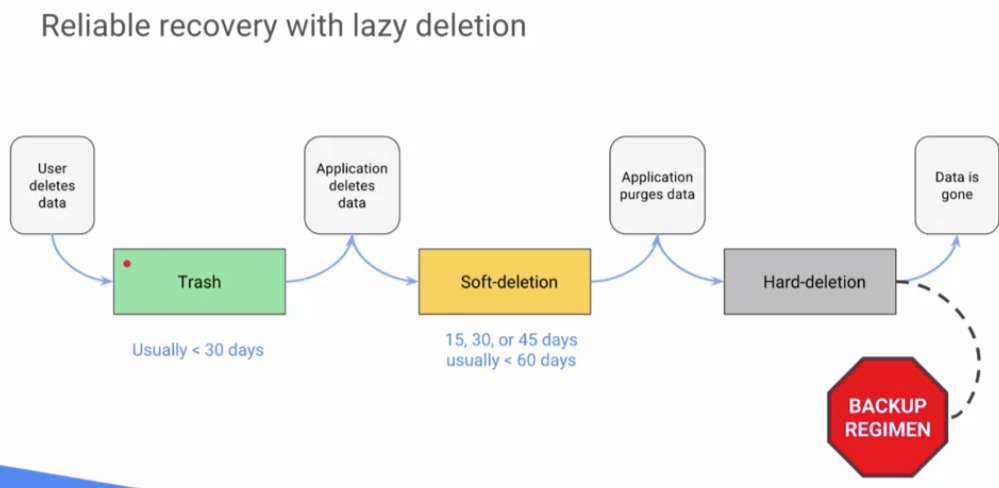 Reliable recovery with lazy deletion
User
deletes
data
Application
deletes
data
Application
purges data
Data is
gone
Trash
Soft-deletion
Hard-deletion
Usually < 30 days
15, 30, or 45 days
usually < 60 days
BACKUP
REGIMEN